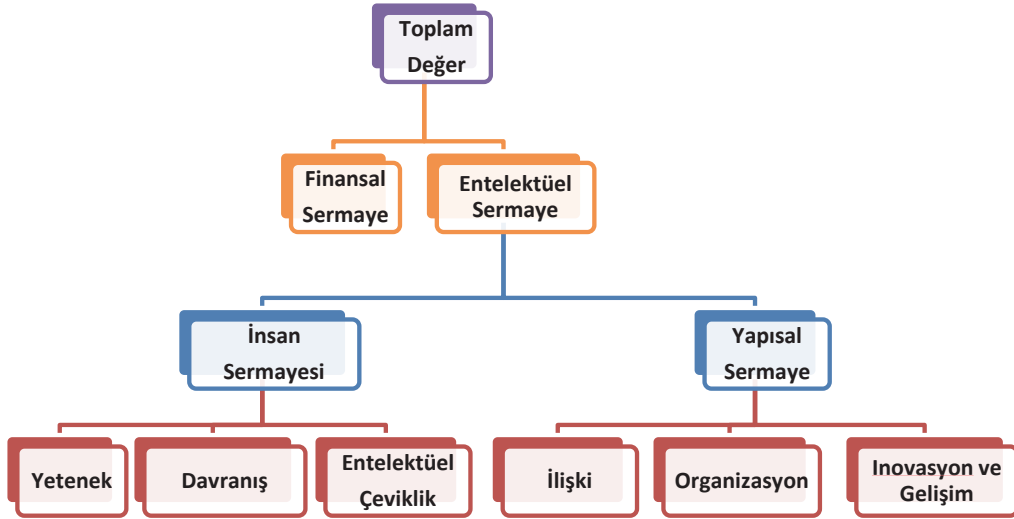 Toplam
Değer
Finansal
Sermaye
Entelektüel
Sermaye
İnsan
Sermayesi
Yapısal
Sermaye
Yetenek
Davranış
Entelektüel
Çeviklik
İlişki
Organizasyon
Inovasyon ve
Gelişim